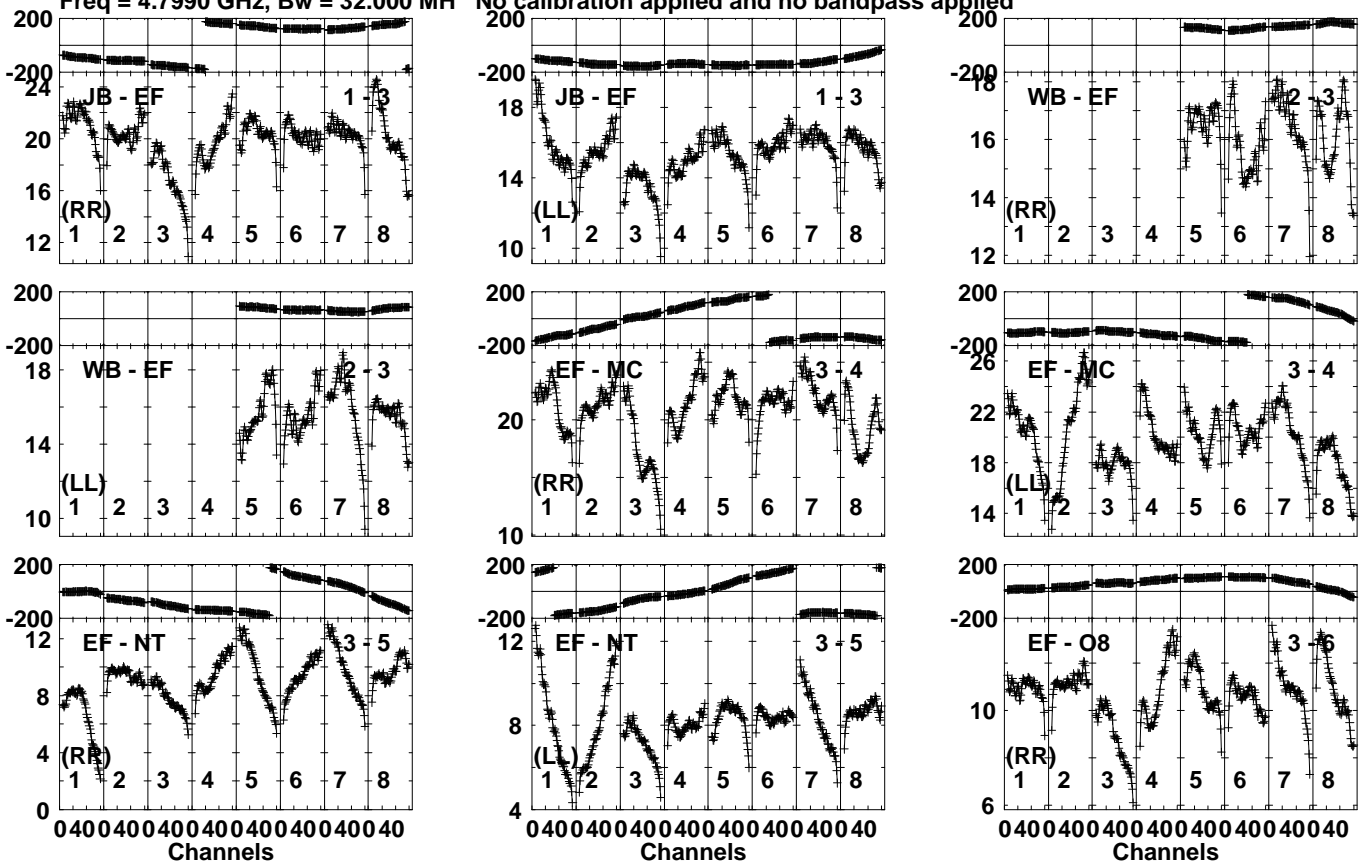 Freq = 4.7990 GHz, Bw = 32.000 MH No calibration applied and no bandpass applied
200
-200
24
20
16
12
JB - EF 1 - 3
(RR)
1 2 3 4 5 6 7 8
200
-200
18
14
10
JB - EF 1 - 3
(LL)
1 2 3 4 5 6 7 8
200
-200
18
16
14
12
WB - EF 2 - 3
(RR)
1 2 3 4 5 6 7 8
200
-200
18
14
10
WB - EF 2 - 3
(LL)
1 2 3 4 5 6 7 8
200
-200
20
10
EF - MC 3 - 4
(RR)
1 2 3 4 5 6 7 8
200
-200
26
22
18
14
EF - MC 3 - 4
(LL)
1 2 3 4 5 6 7 8
200
-200
12
8
4
0
EF - NT 3 - 5
(RR)
1 2 3 4 5 6 7 8
0 40 0 40 0 40 0 40 0 40 0 40 0 40 0 40
Channels
200
-200
12
8
4
EF - NT 3 - 5
(LL)
1 2 3 4 5 6 7 8
0 40 0 40 0 40 0 40 0 40 0 40 0 40 0 40
Channels
200
-200
10
6
EF - O8 3 - 6
(RR)
1 2 3 4 5 6 7 8
0 40 0 40 0 40 0 40 0 40 0 40 0 40 0 40
Channels